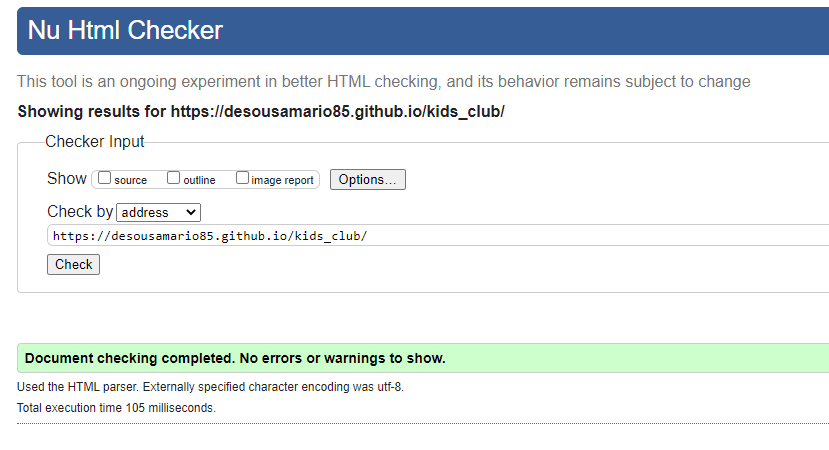 Nu Html Checker
This tool is an ongoing experiment in better HTML checking, and its behavior remains subject to change
Showing results for https://desousamario85.github.io/kids_club/
Checker Input
Show source outline image report Options...
Check by address
https://desousamario85.github.io/kids_club/
Check
Document checking completed. No errors or warnings to show.
Used the HTML parser. Externally specified character encoding was utf-8.
Total execution time 105 milliseconds.